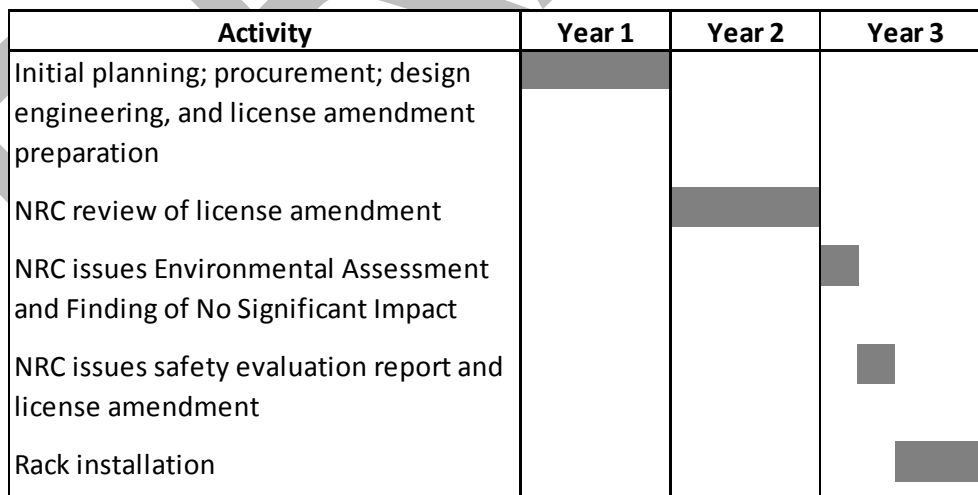 Activity Year 1 Year 2 Year 3
Initial planning; procurement; design
engineering, and license amendment
preparation
NRC review of license amendment
NRC issues Environmental Assessment
and Finding of No Significant Impact
NRC issues safety evaluation report and
license amendment
Rack installation